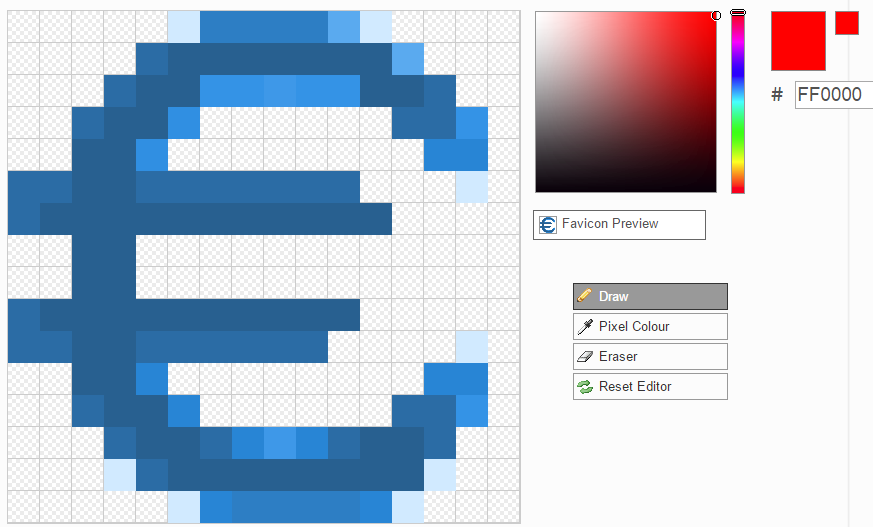 # FF0000
Favicon Preview
Draw
Pixel Colour
Eraser
Reset Editor